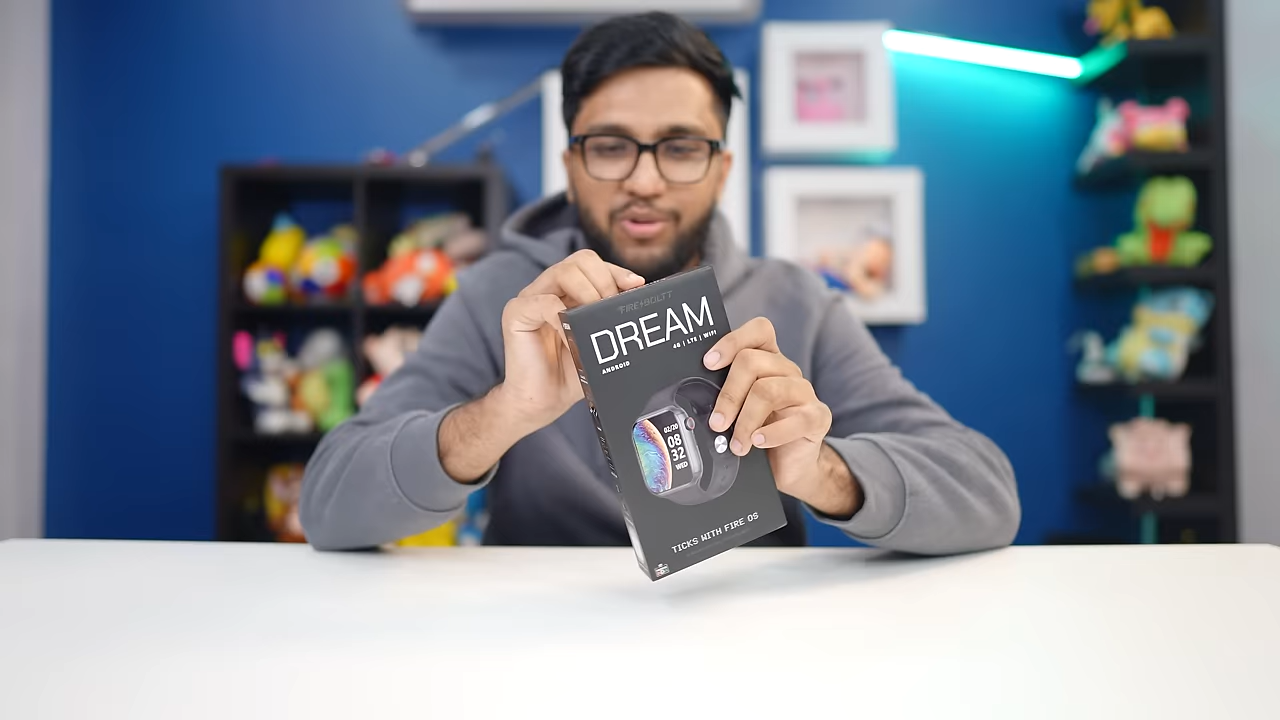 FIRE-BOLTT
DREAM
4G | LTE | WIFI
ANDROID
02/20
08
32
WED
TICKS WITH FIRE OS